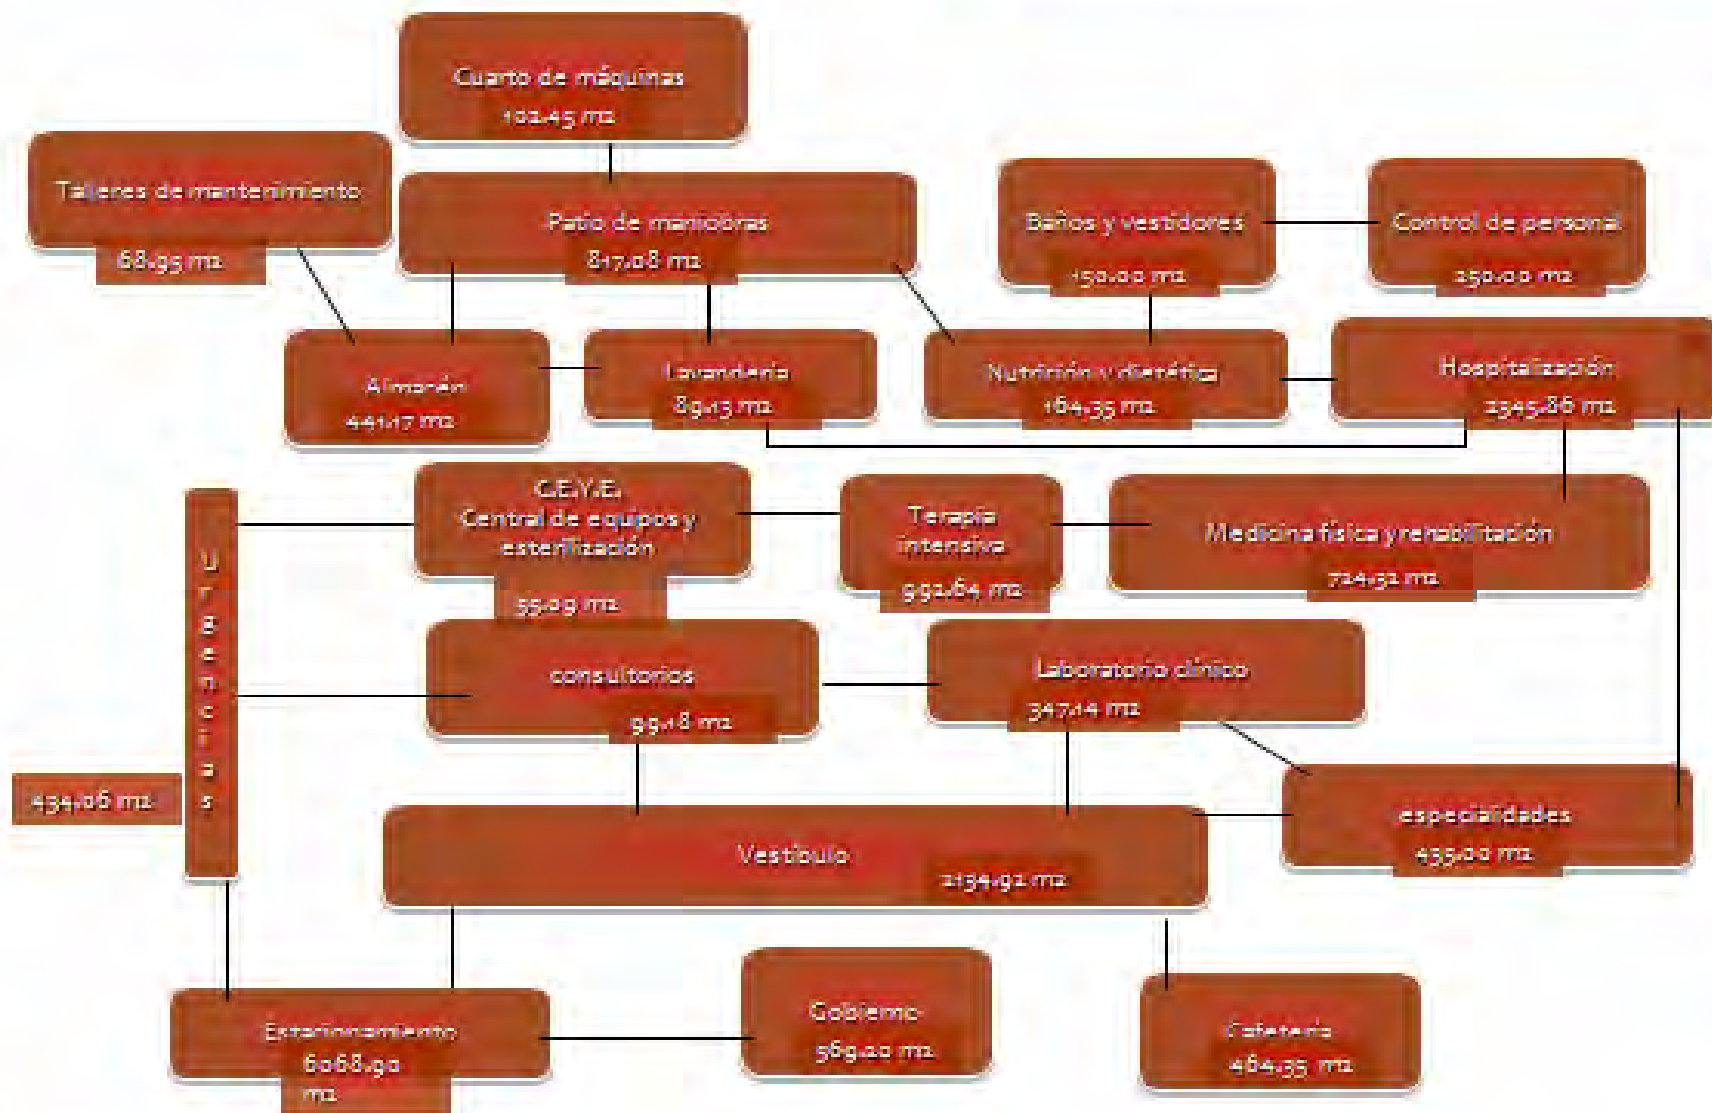 Cuarto de máquinas
102.45 m2
Talleres de mantenimiento
68.95 m2
Patio de maniobras
817.08 m2
Baños y vestidores
150.00 m2
Control de personal
250.00 m2
Almacén
441.17 m2
Lavandería
89.13 m2
Nutrición y dietética
164.35 m2
Hospitalización
2345.86 m2
Urgencias
434.06 m2
C.E.Y.E.
Central de equipos y
esterilización
55.09 m2
Terapia
intensiva
992.64 m2
Medicina física y rehabilitación
724.32 m2
consultorios
99.18 m2
Laboratorio clínico
347.14 m2
especialidades
435.00 m2
Vestíbulo
2134.92 m2
Estacionamiento
6068.90
m2
Gobierno
569.20 m2
Cafetería
464.35 m2